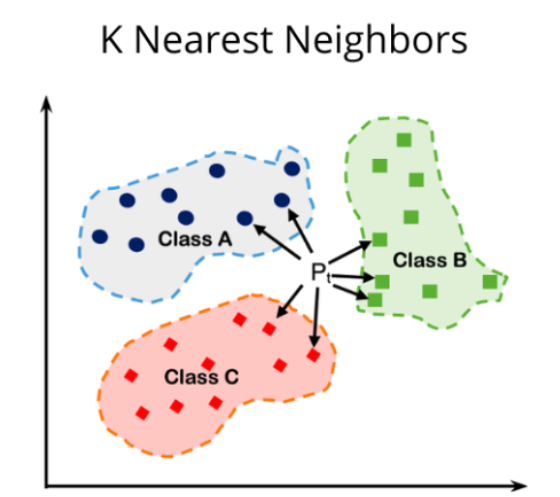 K Nearest Neighbors
Class A
Class B
Pt
Class C